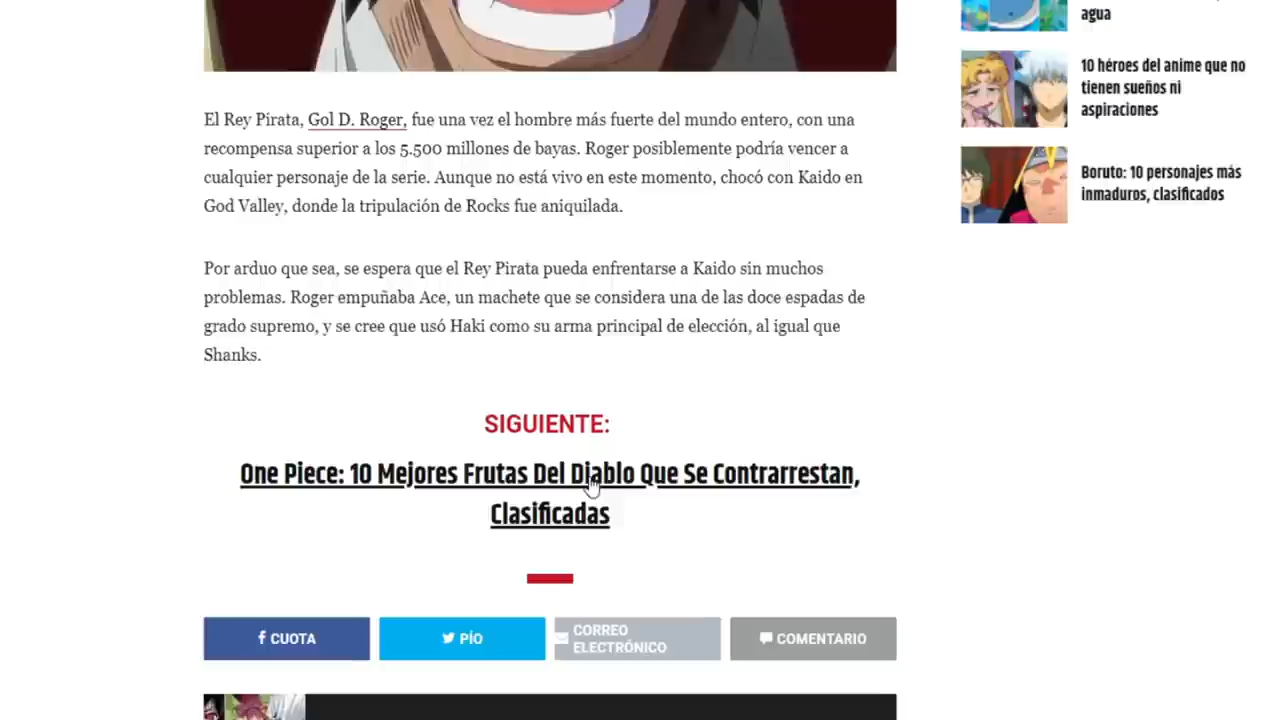 agua
10 héroes del anime que no
tienen sueños ni
aspiraciones
Boruto: 10 personajes más
inmaduros, clasificados
El Rey Pirata, Gol D. Roger, fue una vez el hombre más fuerte del mundo entero, con una
recompensa superior a los 5.500 millones de bayas. Roger posiblemente podría vencer a
cualquier personaje de la serie. Aunque no está vivo en este momento, chocó con Kaido en
God Valley, donde la tripulación de Rocks fue aniquilada.
Por arduo que sea, se espera que el Rey Pirata pueda enfrentarse a Kaido sin muchos
problemas. Roger empuñaba Ace, un machete que se considera una de las doce espadas de
grado supremo, y se cree que usó Haki como su arma principal de elección, al igual que
Shanks.
SIGUIENTE:
One Piece: 10 Mejores Frutas Del Diablo Que Se Contrarrestan,
Clasificadas
CUOTA
PÍO
CORREO
ELECTRÓNICO
COMENTARIO